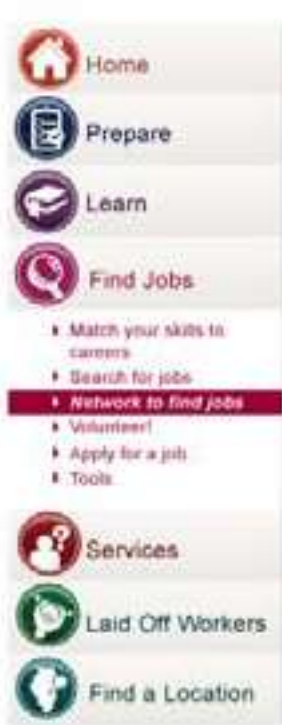 Home
Prepare
Learn
Find Jobs
Match your skills to
careers
Search for jobs
Network to find jobs
Volunteer!
Apply for a job
Tools
Services
Laid Off Workers
Find a Location